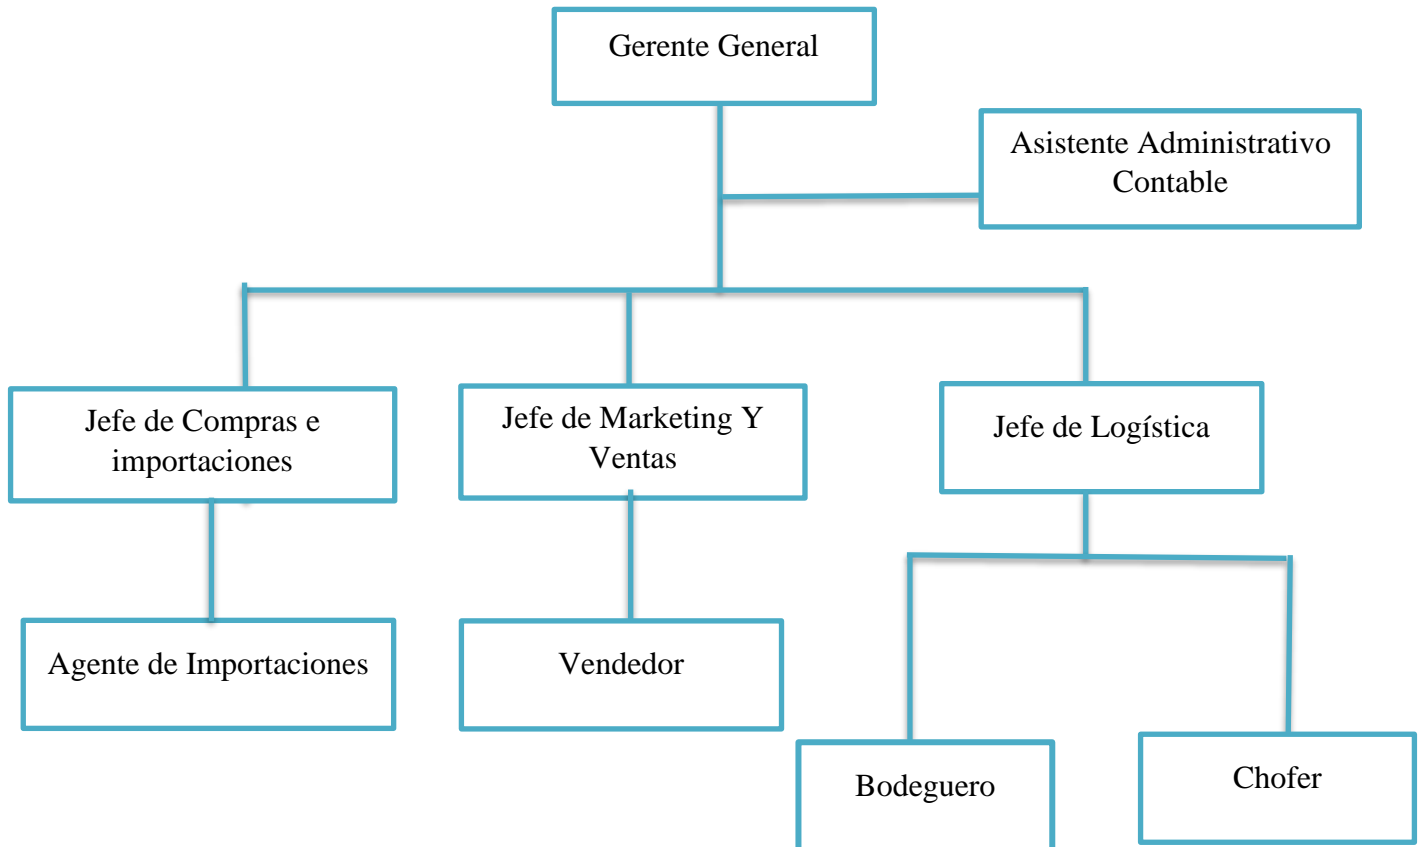 Gerente General
Asistente Administrativo
Contable
Jefe de Compras e
importaciones
Jefe de Marketing Y
Ventas
Jefe de Logística
Agente de Importaciones
Vendedor
Bodeguero
Chofer